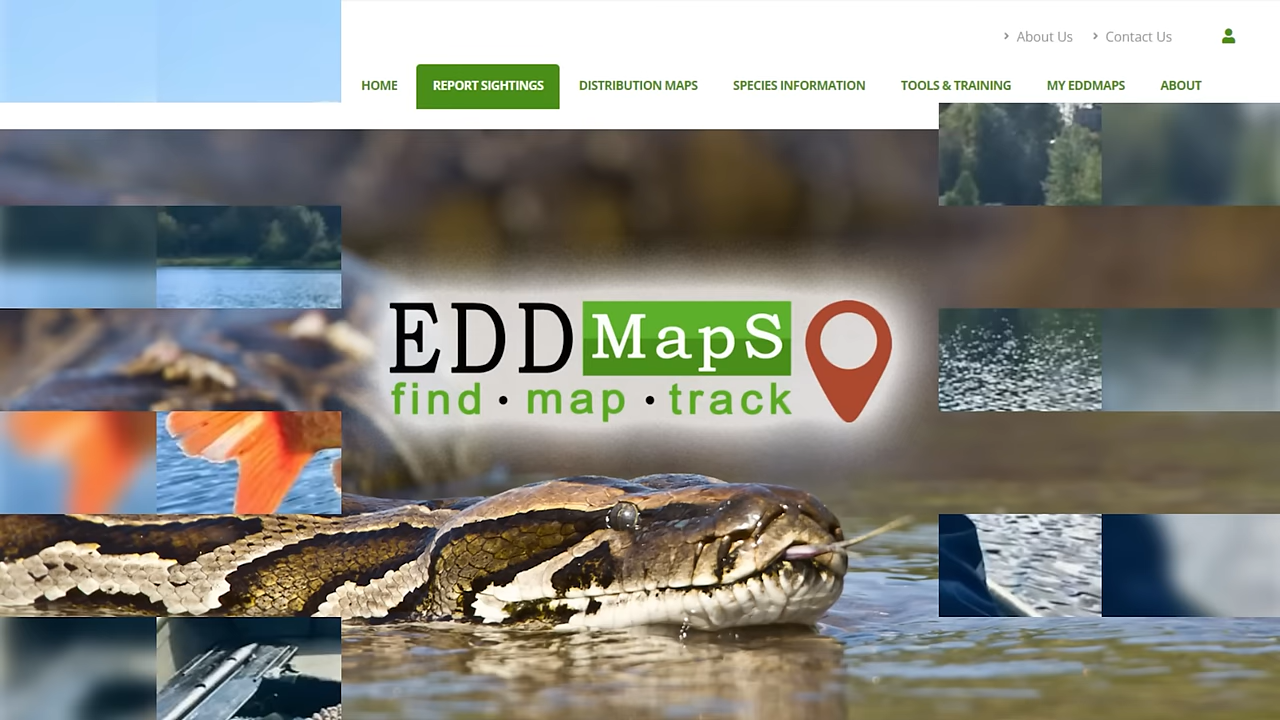 About Us Contact Us
HOME REPORT SIGHTINGS DISTRIBUTION MAPS SPECIES INFORMATION TOOLS & TRAINING MY EDDMAPS ABOUT
EDDMapS
find · map · track